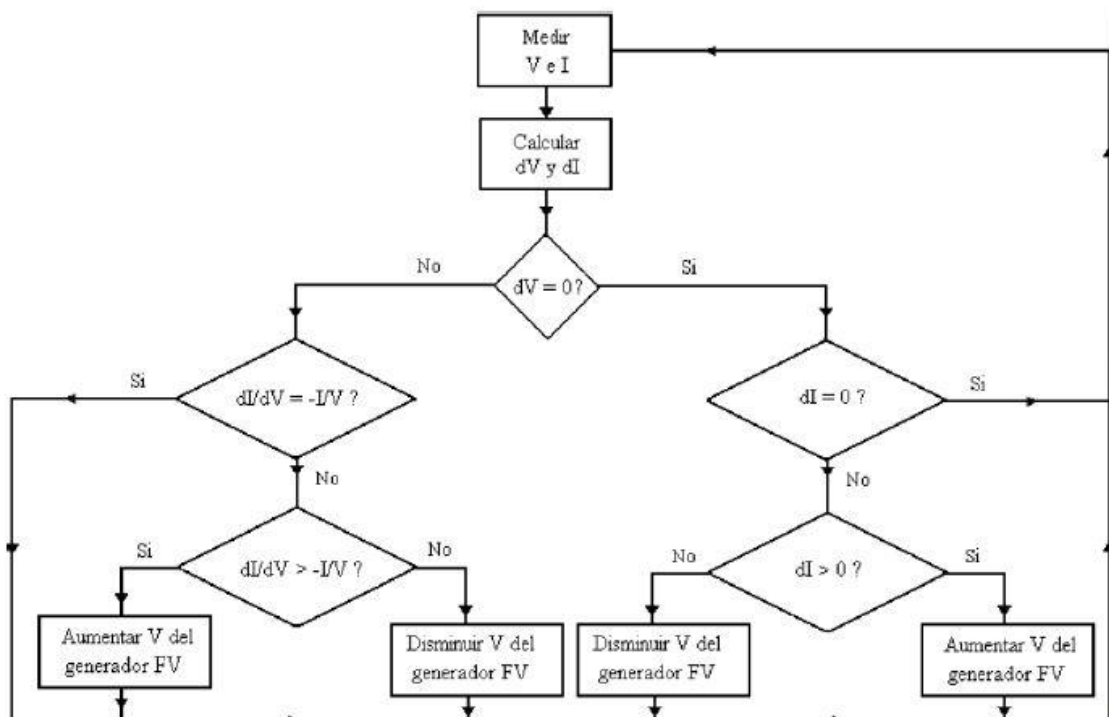 Medir
V e I
Calcular
dV y dI
No
dV = 0?
Si
Si
dI/dV = -I/V ?
dI = 0 ?
Si
No
No
Si
dI/dV > -I/V ?
No
No
dI > 0 ?
Si
Aumentar V del
generador FV
Disminuir V del
generador FV
Disminuir V del
generador FV
Aumentar V del
generador FV